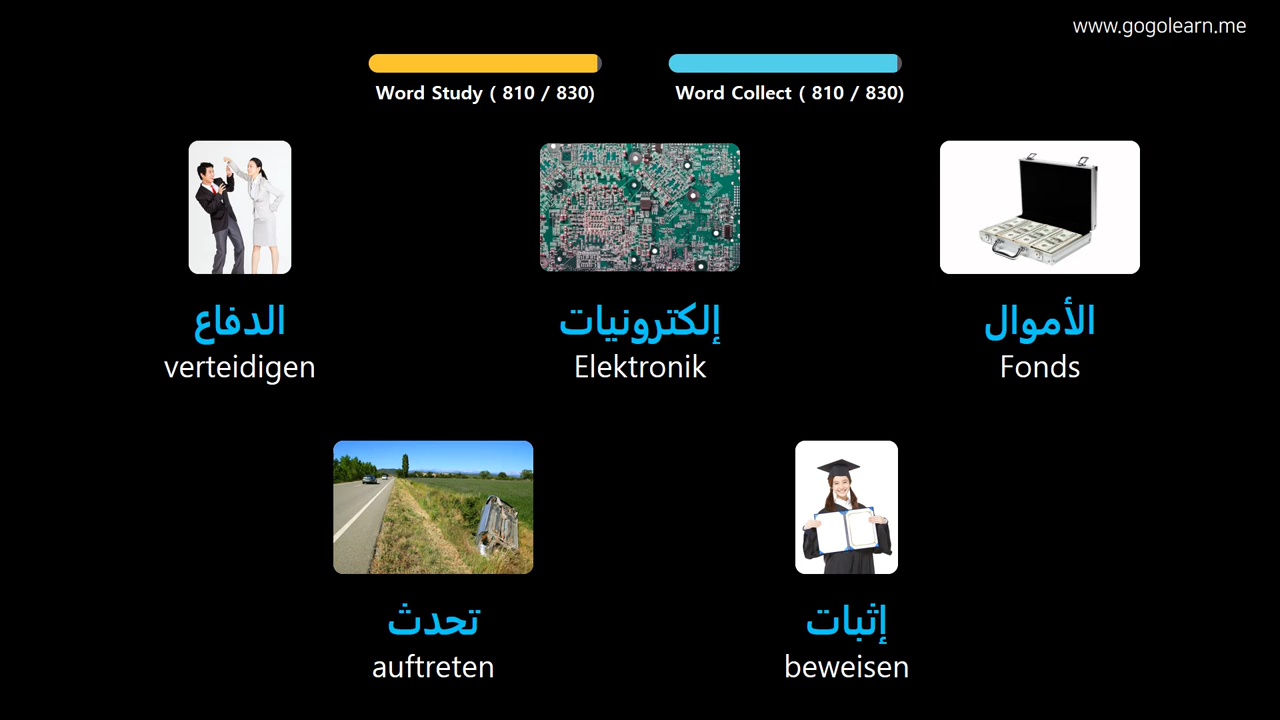 www.gogolearn.me
Word Study ( 810 / 830)
Word Collect ( 810 / 830)
الدفاع
verteidigen
إلكترونيات
Elektronik
الأموال
Fonds
تحدث
auftreten
إثبات
beweisen